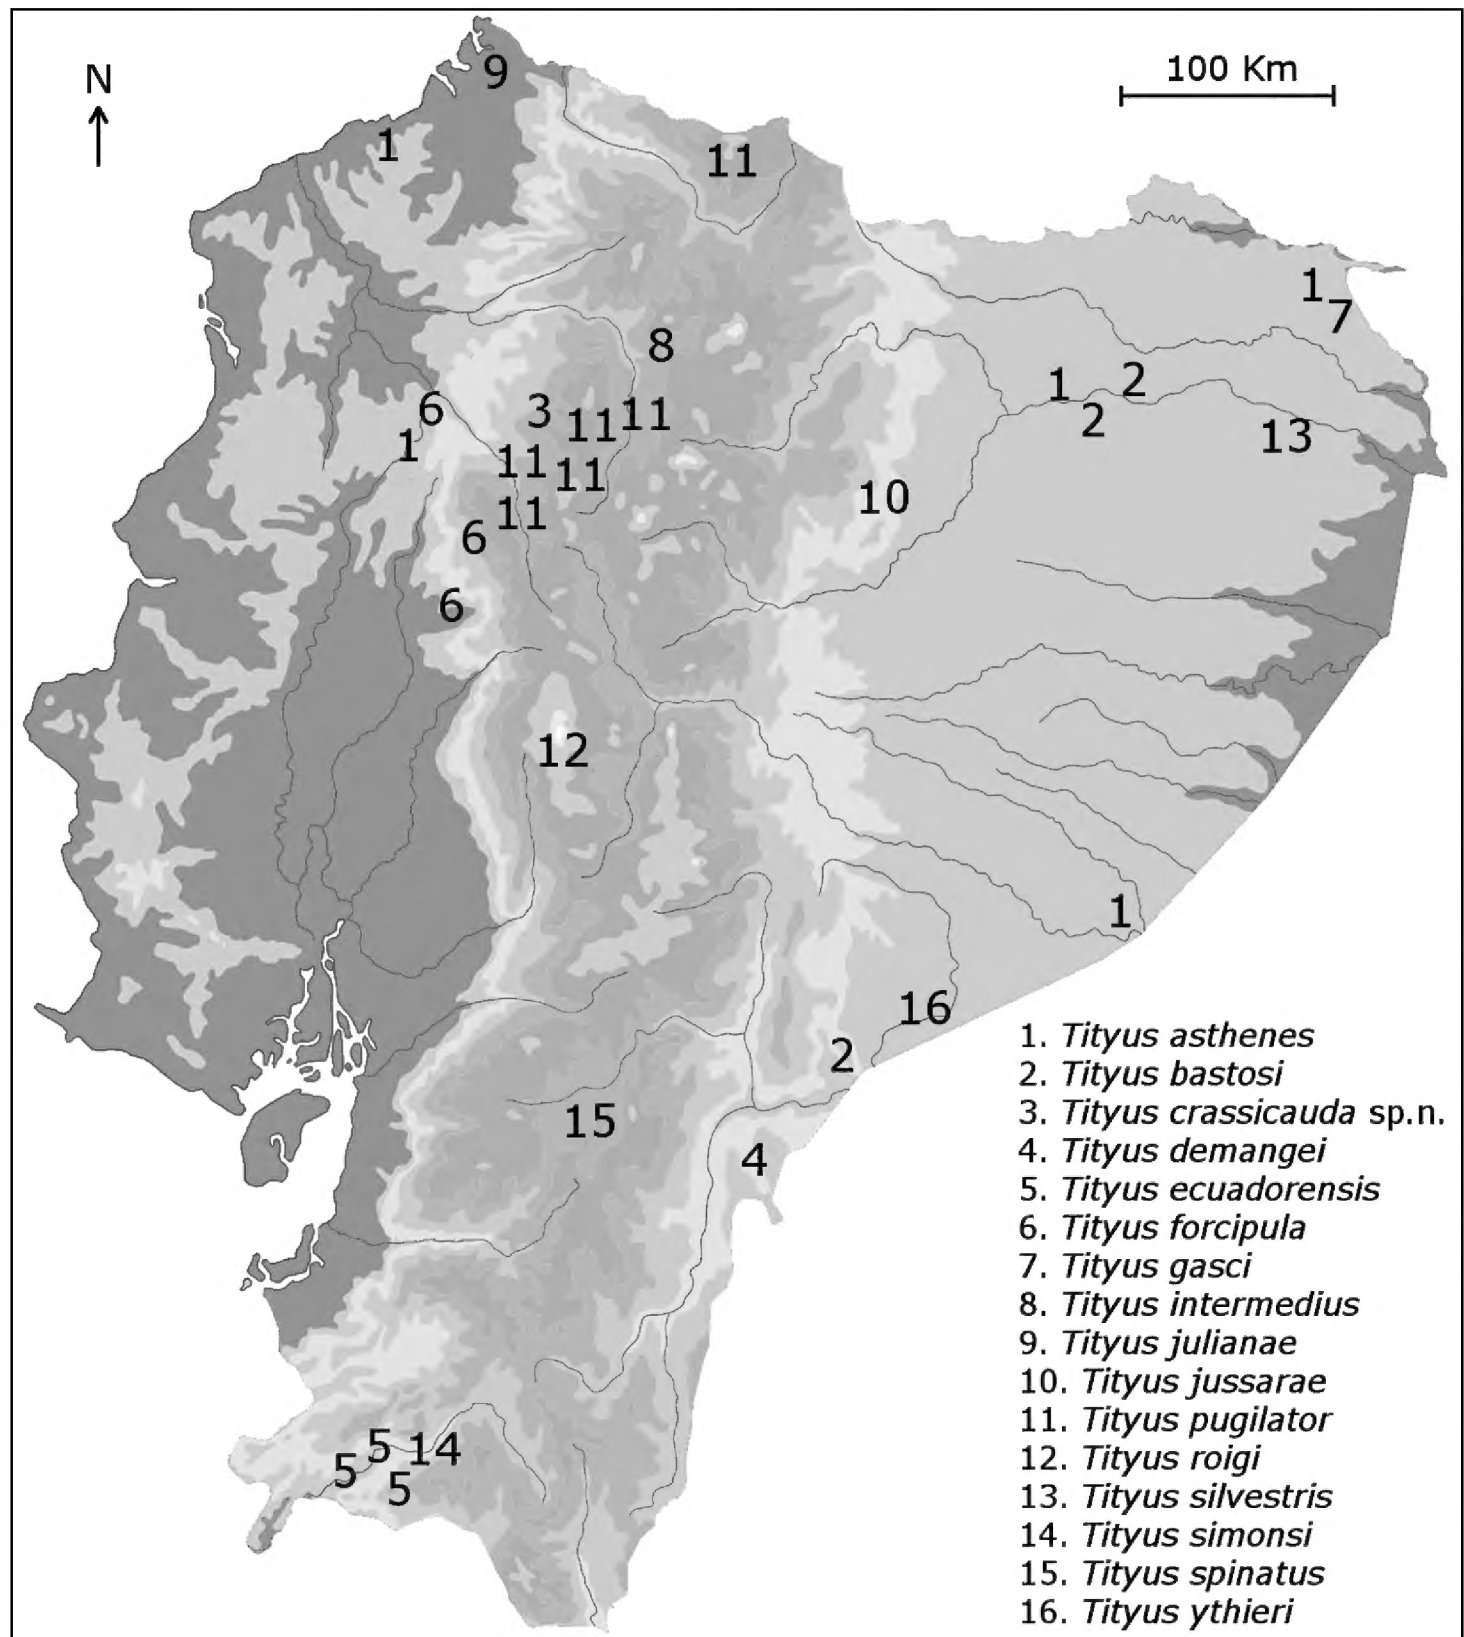 9
N
100 Km
1
11
1
7
8
1
2
6
3
11
11
2
1
13
11
11
10
11
6
6
12
1
16
2
15
4
5
14
5
5
1. Tityus asthenes
2. Tityus bastosi
3. Tityus crassicauda sp.n.
4. Tityus demangei
5. Tityus ecuadorensis
6. Tityus forcipula
7. Tityus gasci
8. Tityus intermedius
9. Tityus julianae
10. Tityus jussarae
11. Tityus pugilator
12. Tityus roigi
13. Tityus silvestris
14. Tityus simonsi
15. Tityus spinatus
16. Tityus ythieri